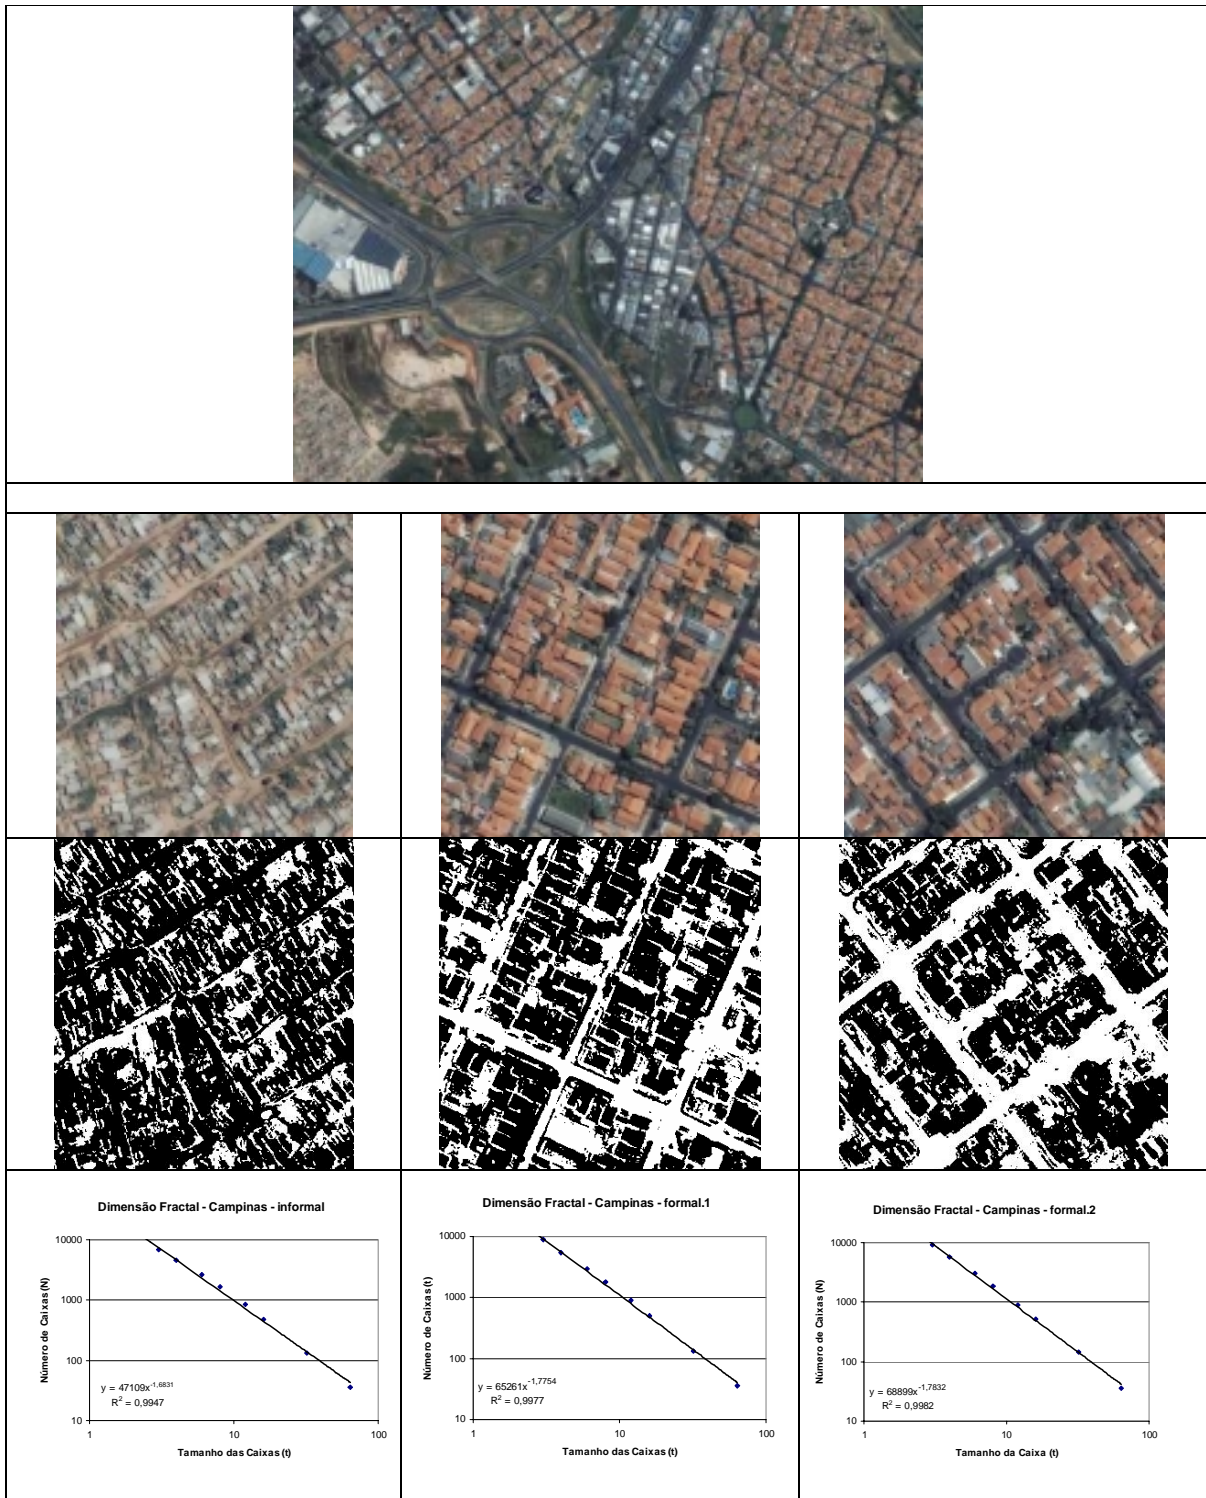 Dimensão Fractal - Campinas - informal
10000
1000
100
10
1
10
100
Número de Caixas (N)
Tamanho das Caixas (t)
y = 47109x^-1,6831
R² = 0,9947
Dimensão Fractal - Campinas - formal.1
10000
1000
100
10
1
10
100
Número de Caixas (t)
Tamanho das Caixas (t)
y = 65261x^-1,7754
R² = 0,9977
Dimensão Fractal - Campinas - formal.2
10000
1000
100
10
1
10
100
Número de Caixas (N)
Tamanho da Caixa (t)
y = 68899x^-1,7832
R² = 0,9982